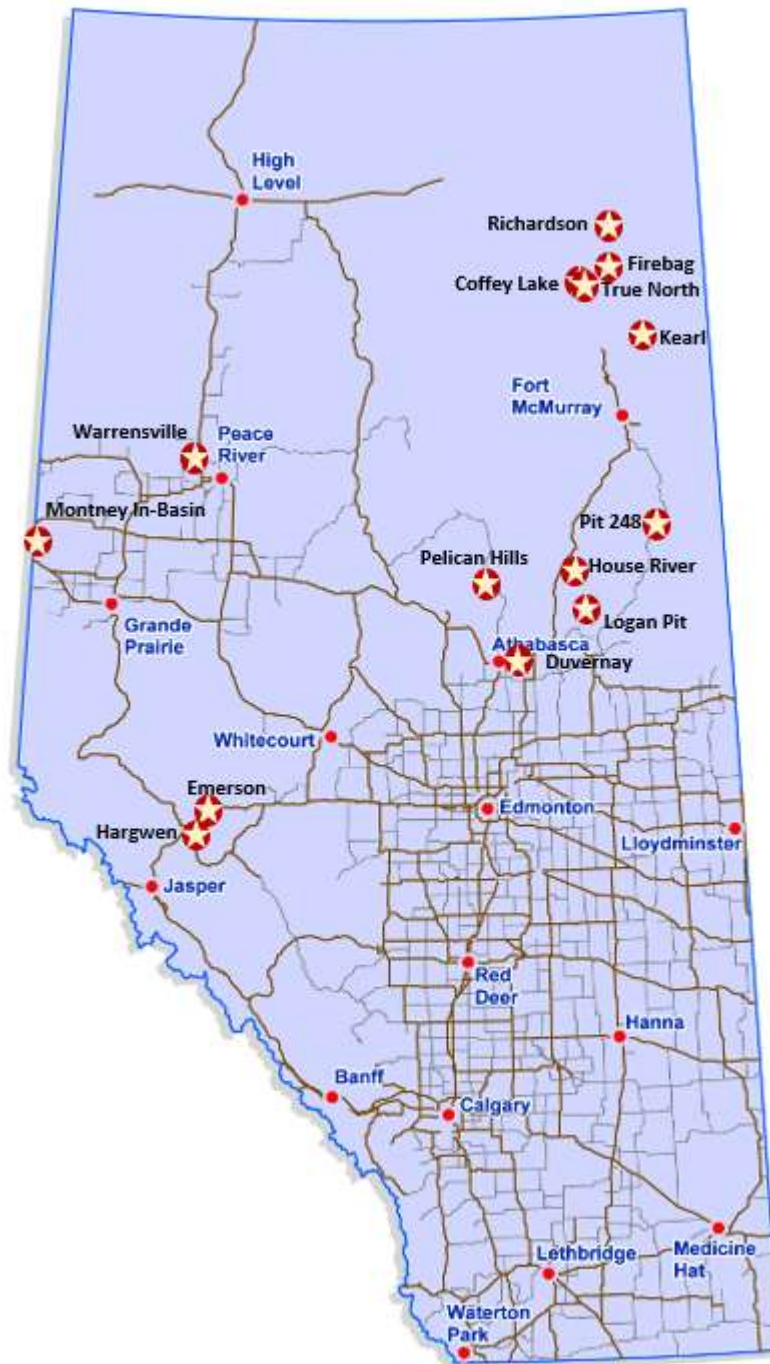 High
Level
Richardson
Firebag
Coffey Lake
True North
Kearl
Fort
McMurray
Warrensville
Peace
River
Montney In-Basin
Pit 248
Pelican Hills
House River
Logan Pit
Grande
Prairie
Athabasca
Duvernay
Whitecourt
Emerson
Edmonton
Hargwen
Lloydminster
Jasper
Red
Deer
Hanna
Banff
Calgary
Medicine
Hat
Lethbridge
Waterton
Park